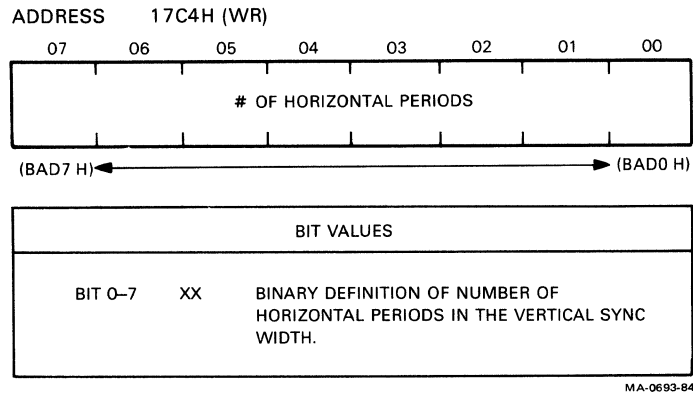 ADDRESS 17C4H (WR)
07 06 05 04 03 02 01 00
# OF HORIZONTAL PERIODS
(BAD7 H) (BAD0 H)
BIT VALUES
BIT 0–7 XX BINARY DEFINITION OF NUMBER OF
HORIZONTAL PERIODS IN THE VERTICAL SYNC
WIDTH.
MA-0693-84